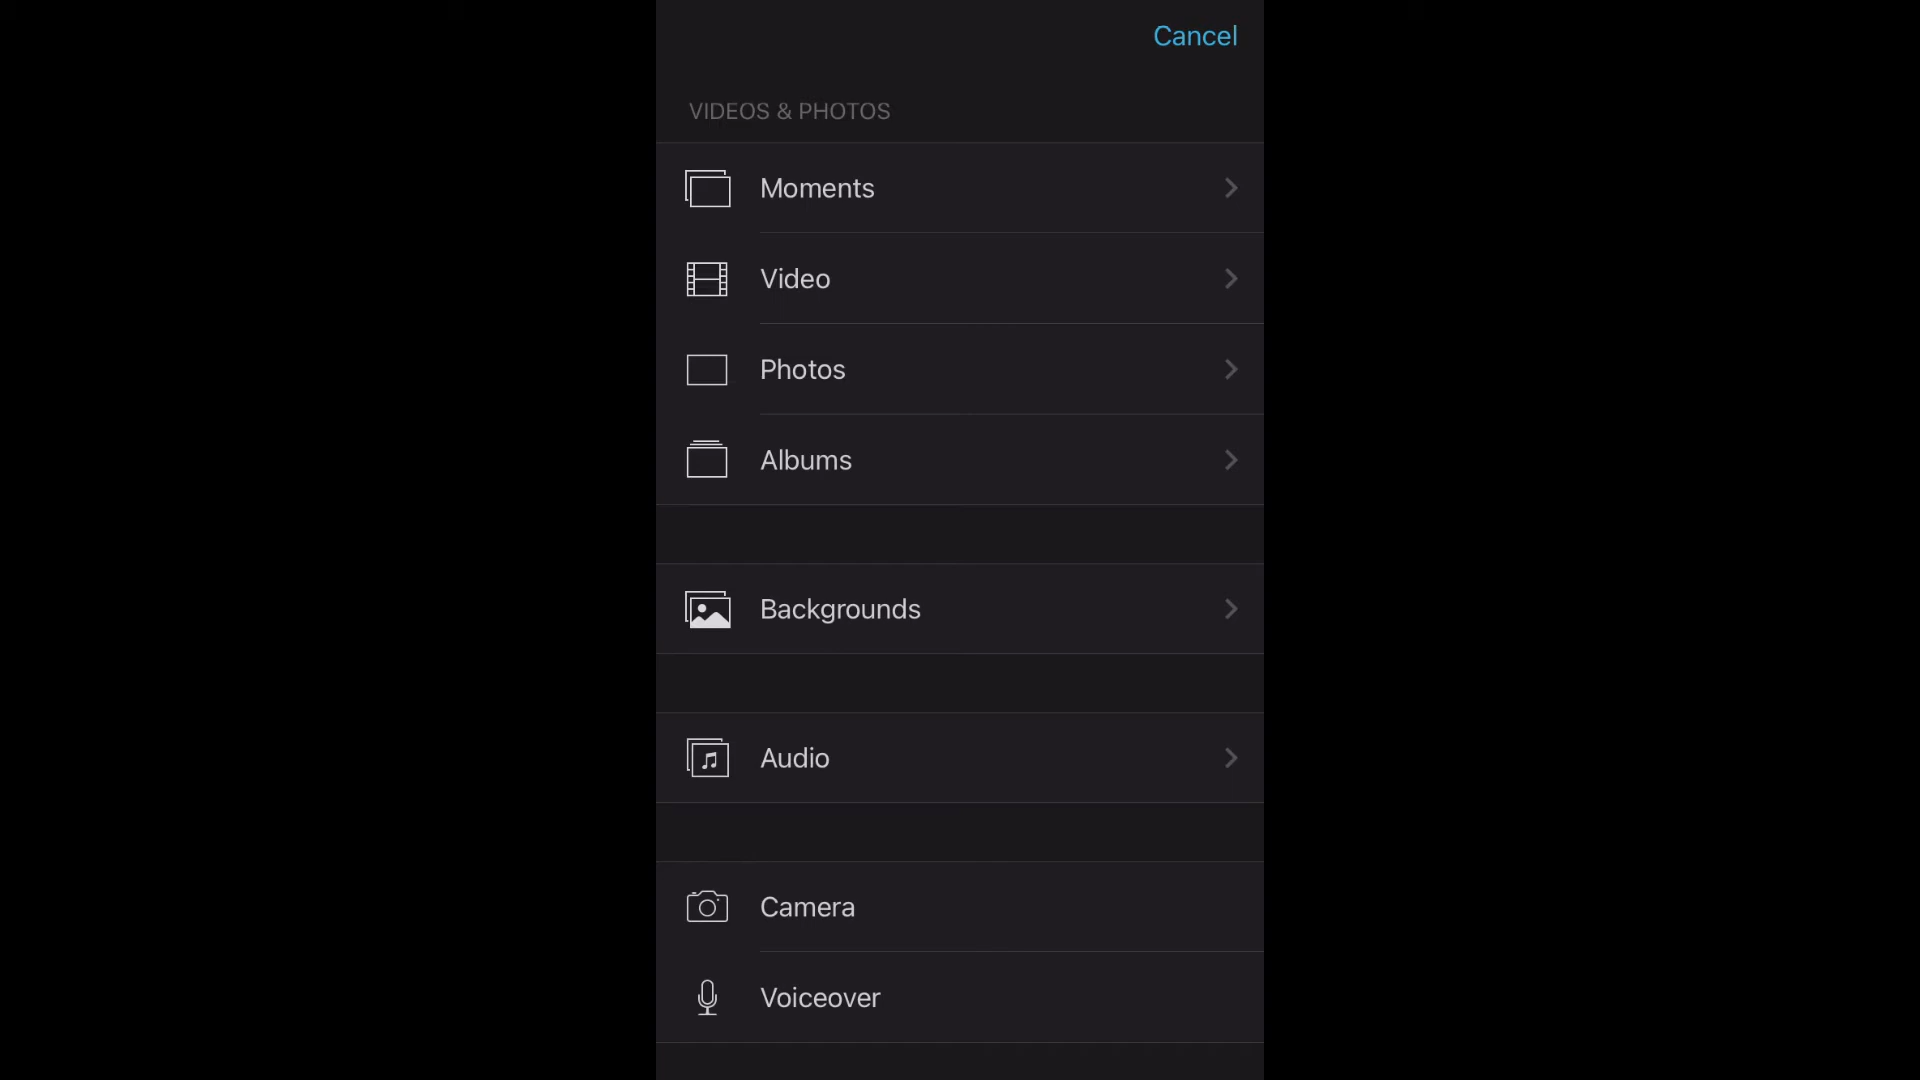 Cancel
VIDEOS & PHOTOS
Moments
Video
Photos
Albums
Backgrounds
Audio
Camera
Voiceover